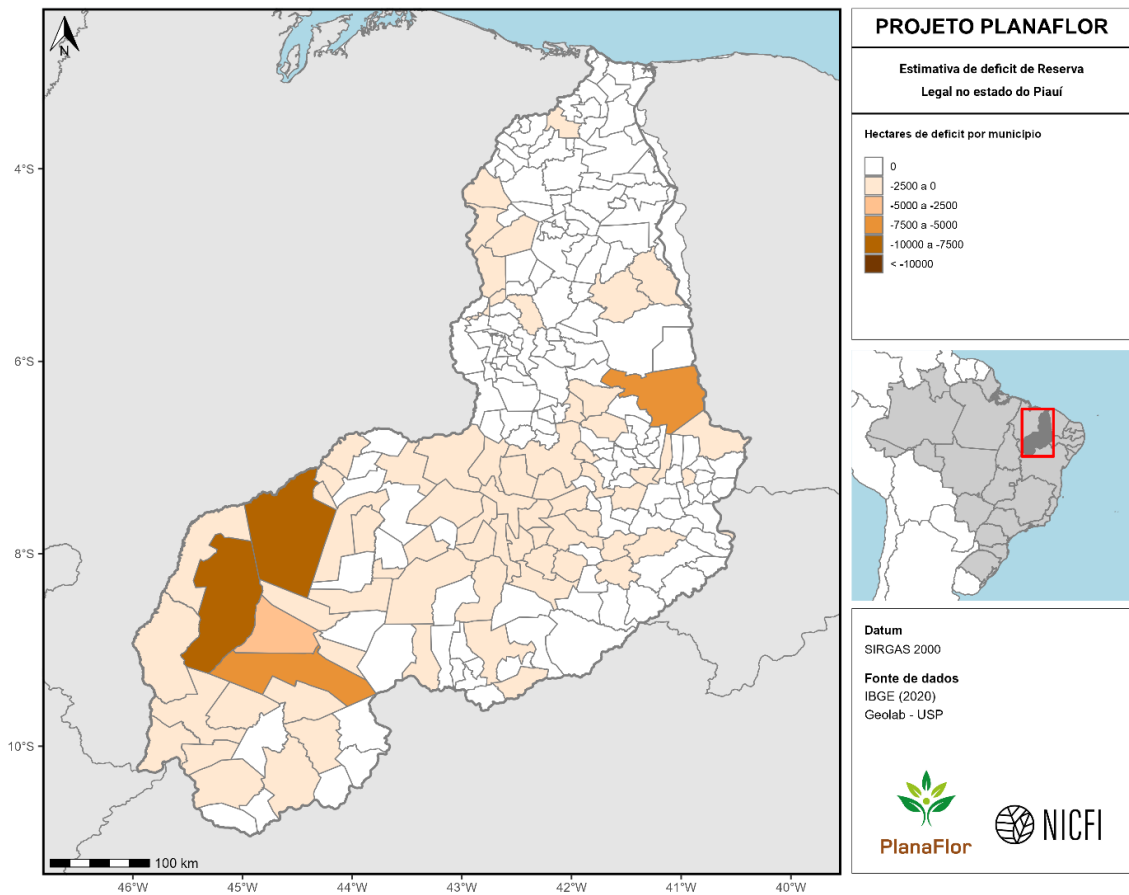 N
4°S
6°S
8°S
10°S
46°W
45°W
44°W
43°W
42°W
41°W
40°W
100 km
PROJETO PLANAFLOR
Estimativa de deficit de Reserva
Legal no estado do Piauí
Hectares de deficit por município
0
-2500 a 0
-5000 a -2500
-7500 a -5000
-10000 a -7500
< -10000
Datum
SIRGAS 2000
Fonte de dados
IBGE (2020)
Geolab - USP
PlanaFlor
NICFI